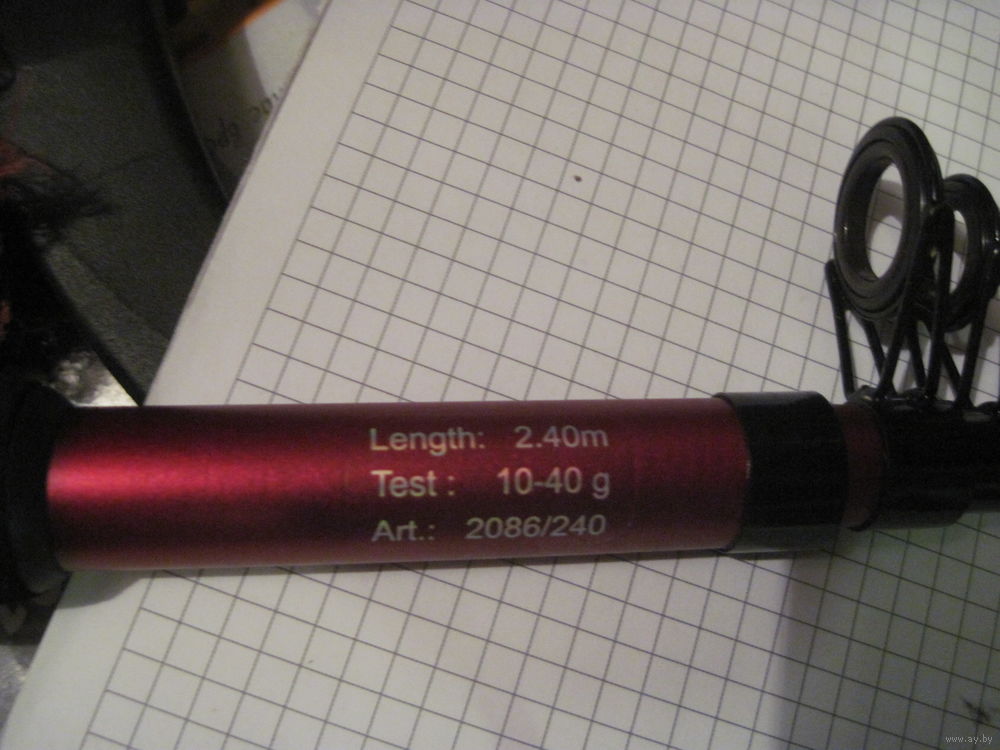 Length: 2.40m
Test : 10-40 g
Art.: 2086/240
www.ay.by